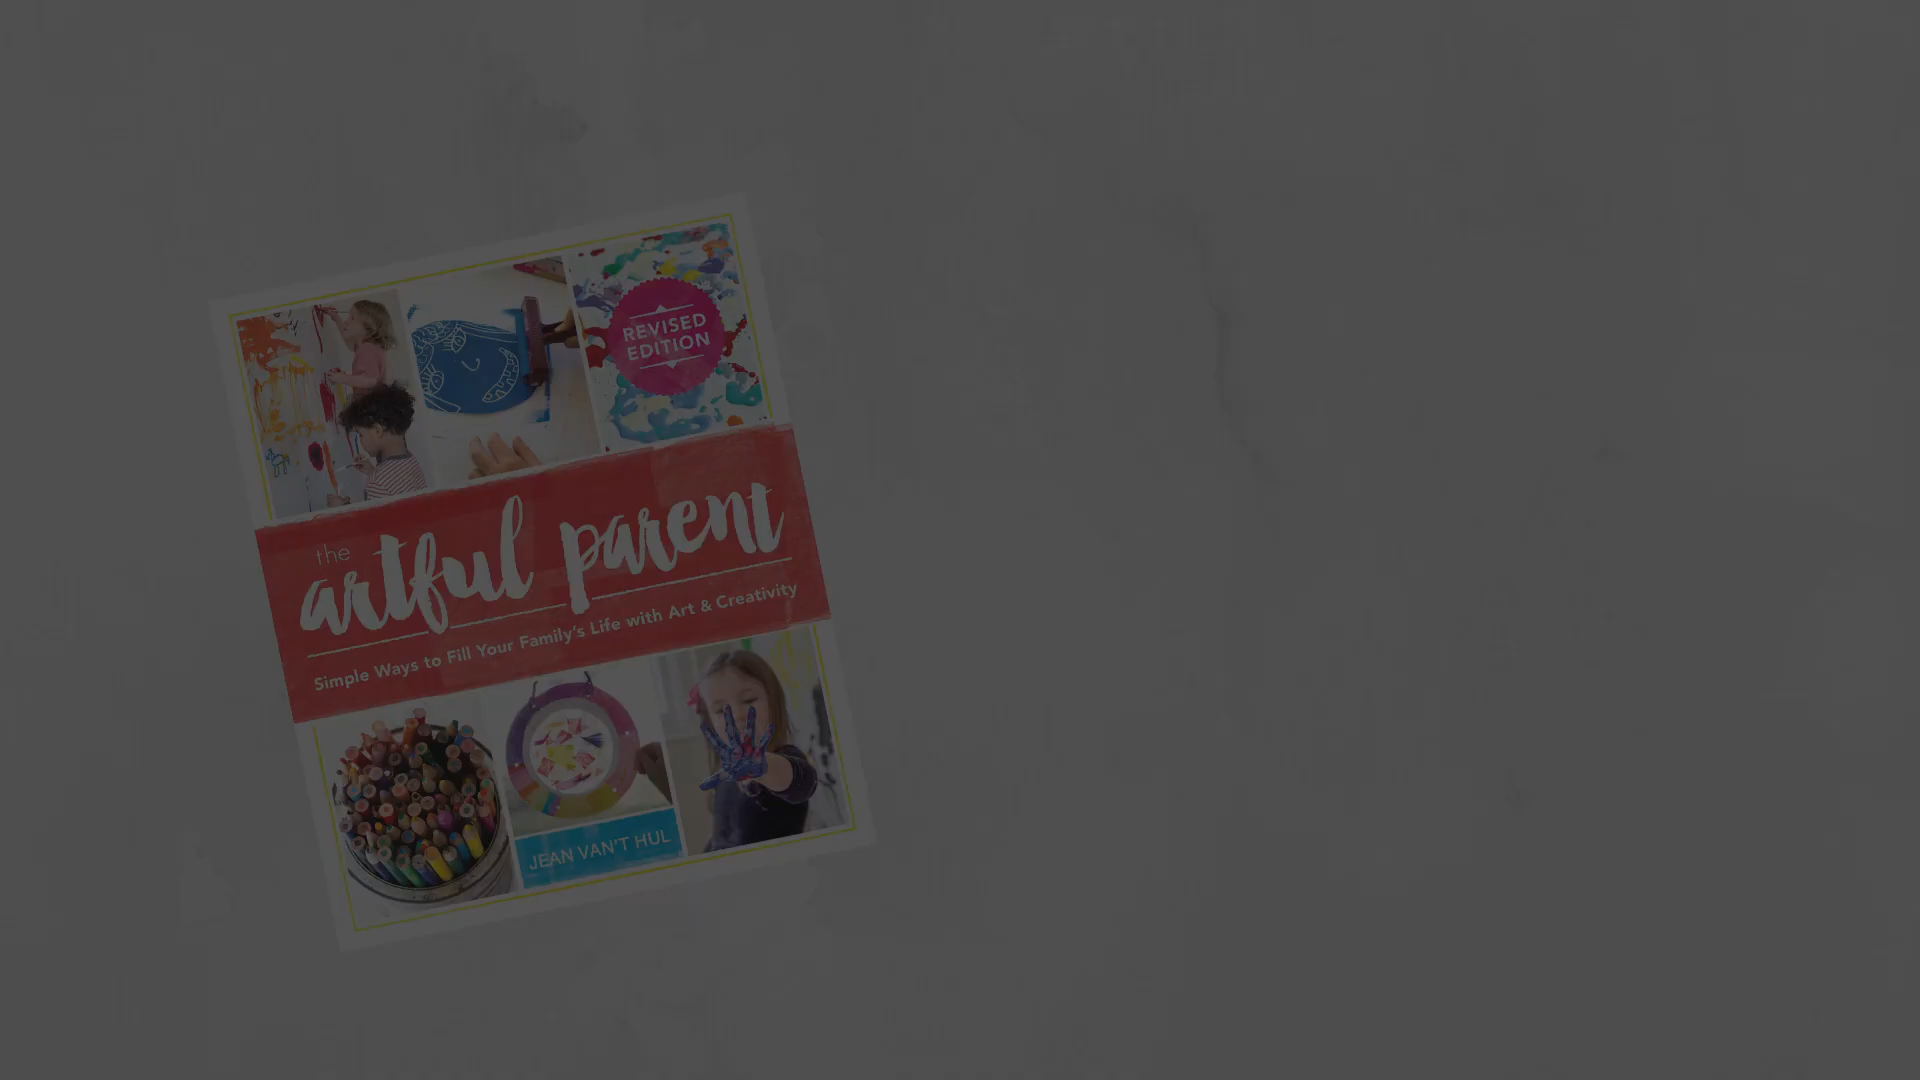 REVISED
EDITION
the
artful parent
Simple Ways to Fill Your Family's Life with Art & Creativity
JEAN VAN'T HUL